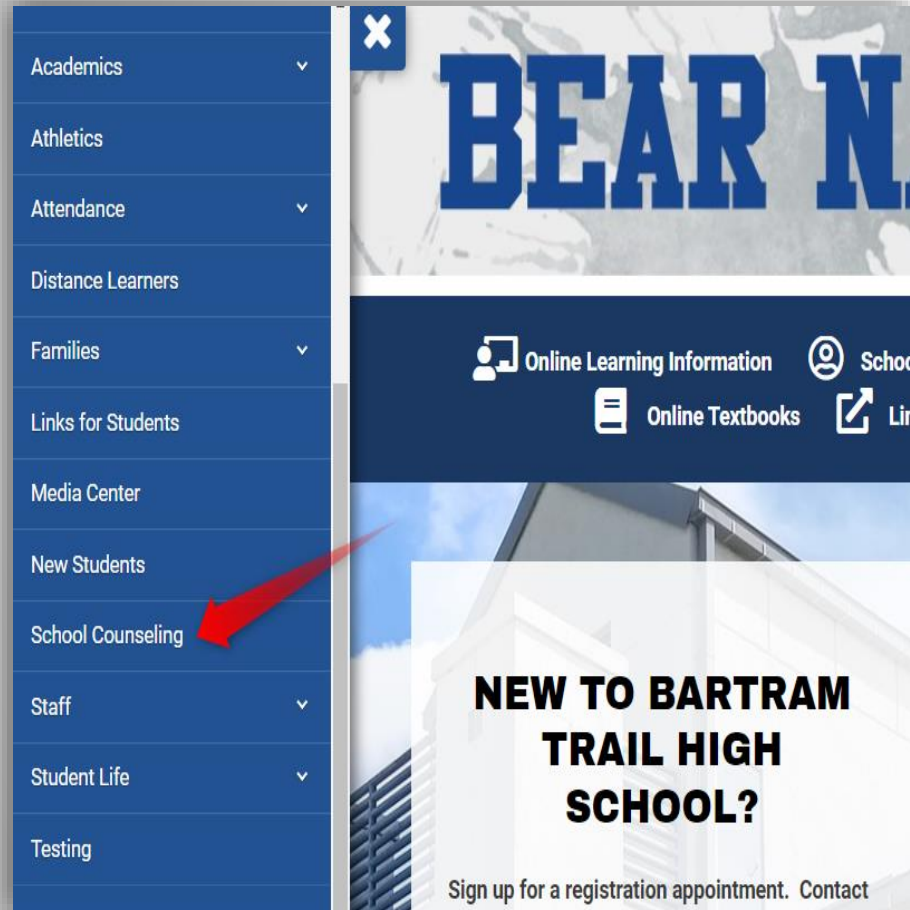 Academics
Athletics
Attendance
Distance Learners
Families
Links for Students
Media Center
New Students
School Counseling
Staff
Student Life
Testing
BEAR
Online Learning Information
Online Textbooks
NEW TO BARTRAM
TRAIL HIGH
SCHOOL?
Sign up for a registration appointment. Contact